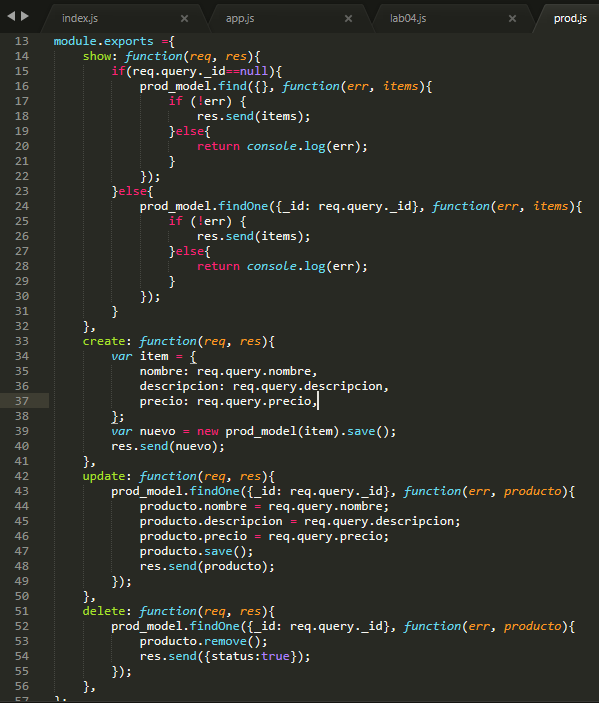 index.js × app.js × lab04.js × prod.js
13 module.exports ={
14     show: function(req, res){
15         if(req.query._id==null){
16             prod_model.find({}, function(err, items){
17                 if (!err) {
18                     res.send(items);
19                 }else{
20                     return console.log(err);
21                 }
22             });
23         }else{
24             prod_model.findOne({_id: req.query._id}, function(err, items){
25                 if (!err) {
26                     res.send(items);
27                 }else{
28                     return console.log(err);
29                 }
30             });
31         }
32     },
33     create: function(req, res){
34         var item = {
35             nombre: req.query.nombre,
36             descripcion: req.query.descripcion,
37             precio: req.query.precio,
38         };
39         var nuevo = new prod_model(item).save();
40         res.send(nuevo);
41     },
42     update: function(req, res){
43         prod_model.findOne({_id: req.query._id}, function(err, producto){
44             producto.nombre = req.query.nombre;
45             producto.descripcion = req.query.descripcion;
46             producto.precio = req.query.precio;
47             producto.save();
48             res.send(producto);
49         });
50     },
51     delete: function(req, res){
52         prod_model.findOne({_id: req.query._id}, function(err, producto){
53             producto.remove();
54             res.send({status:true});
55         });
56     },
57 };